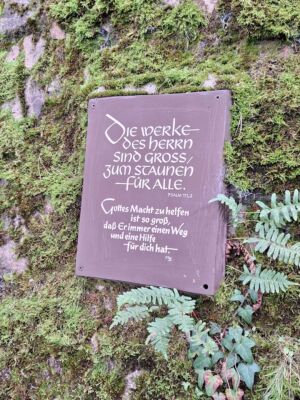 Die Werke
des Herrn
sind gross/
zum Staunen
für alle.
PSALM 111,2
Gottes Macht zu helfen
ist so groß,
daß Er immer einen Weg
und eine Hilfe
für dich hat